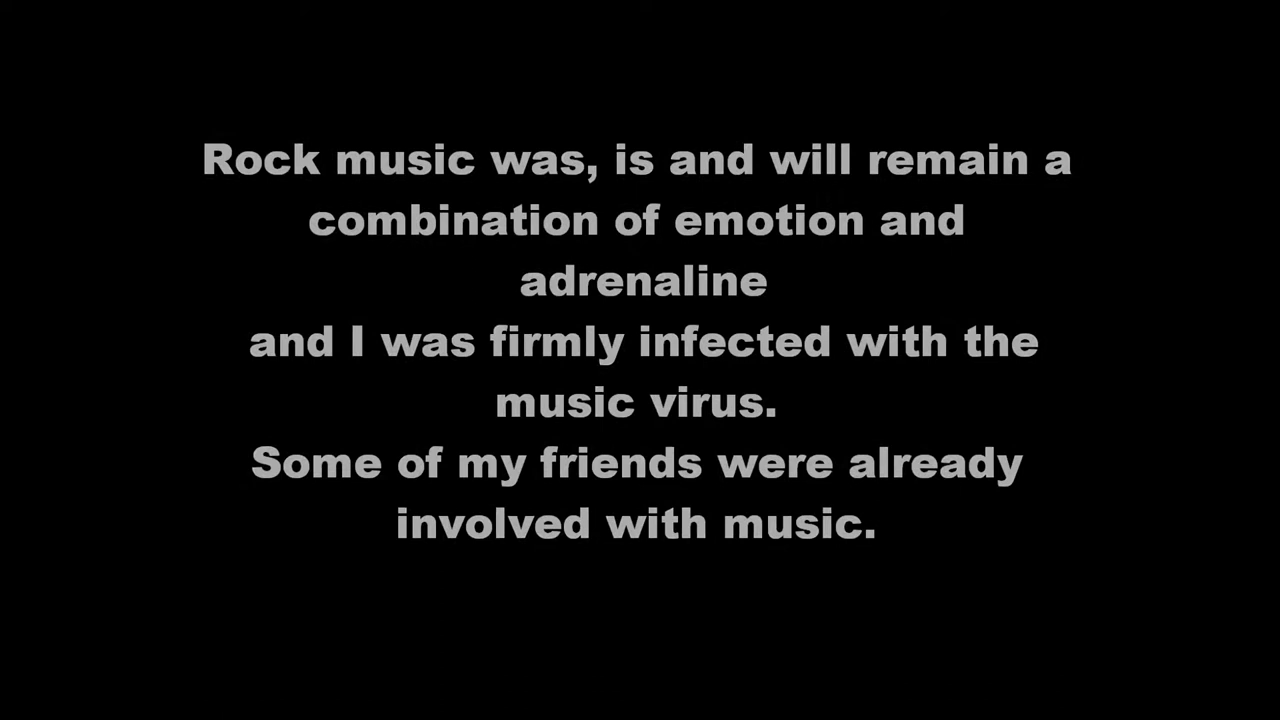 Rock music was, is and will remain a
combination of emotion and
adrenaline
and I was firmly infected with the
music virus.
Some of my friends were already
involved with music.